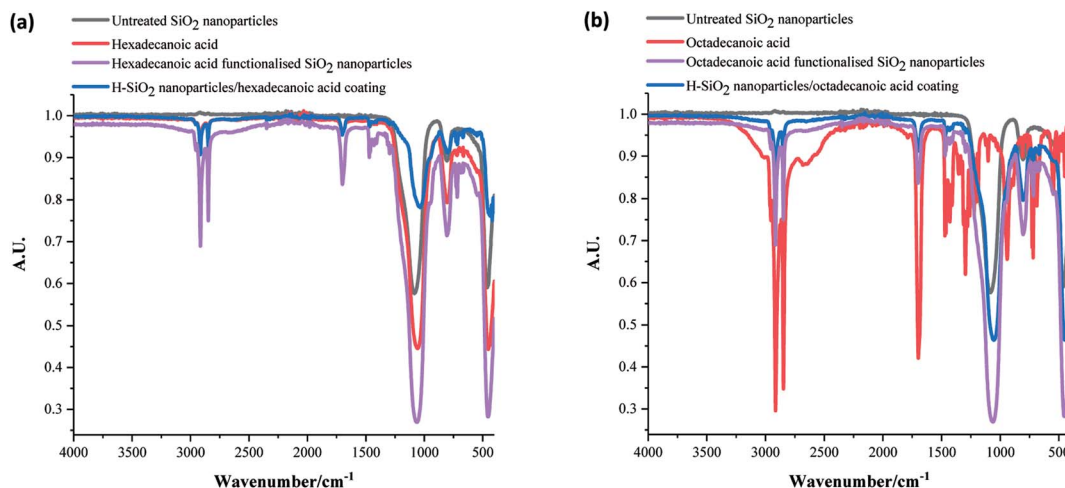 (a)
Untreated SiO2 nanoparticles
Hexadecanoic acid
Hexadecanoic acid functionalised SiO2 nanoparticles
H-SiO2 nanoparticles/hexadecanoic acid coating
1.0
0.9
0.8
0.7
0.6
0.5
0.4
0.3
A.U.
4000 3500 3000 2500 2000 1500 1000 500
Wavenumber/cm-1
(b)
Untreated SiO2 nanoparticles
Octadecanoic acid
Octadecanoic acid functionalised SiO2 nanoparticles
H-SiO2 nanoparticles/octadecanoic acid coating
1.0
0.9
0.8
0.7
0.6
0.5
0.4
0.3
A.U.
4000 3500 3000 2500 2000 1500 1000 500
Wavenumber/cm-1